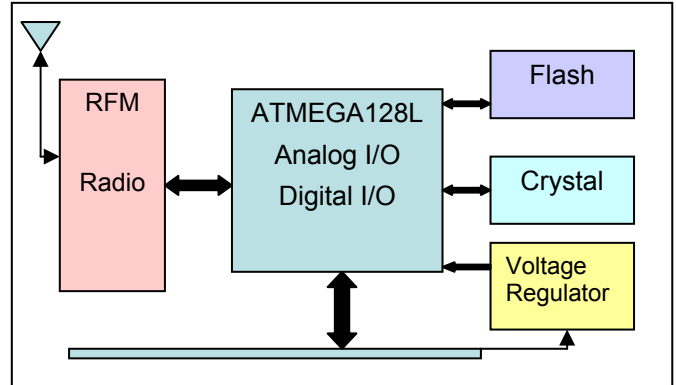 RFM
Radio
ATMEGA128L
Analog I/O
Digital I/O
Flash
Crystal
Voltage
Regulator